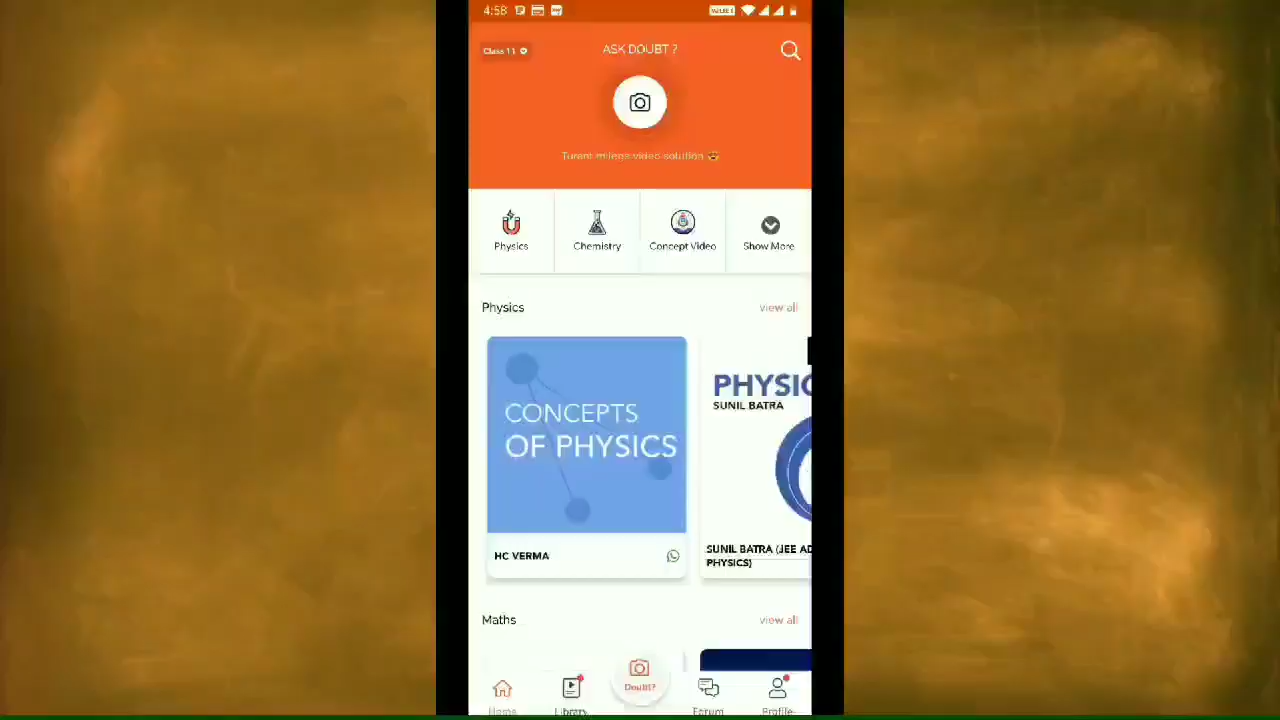 4:58
Class 11
ASK DOUBT ?
Turant milega video solution
Physics
Chemistry
Concept Video
Show More
Physics
view all
CONCEPTS
OF PHYSICS
HC VERMA
PHYSIC
SUNIL BATRA
SUNIL BATRA (JEE AD
PHYSICS)
Maths
view all
Home
Library
Doubt?
Forum
Profile